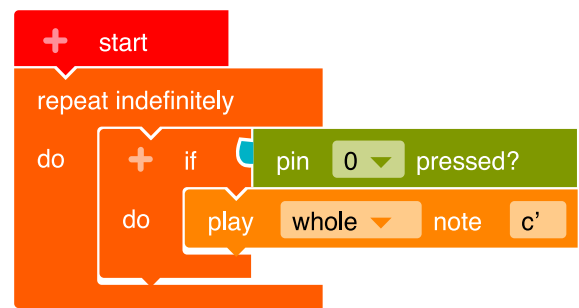 + start
repeat indefinitely
do + if pin 0 pressed?
do play whole note c’